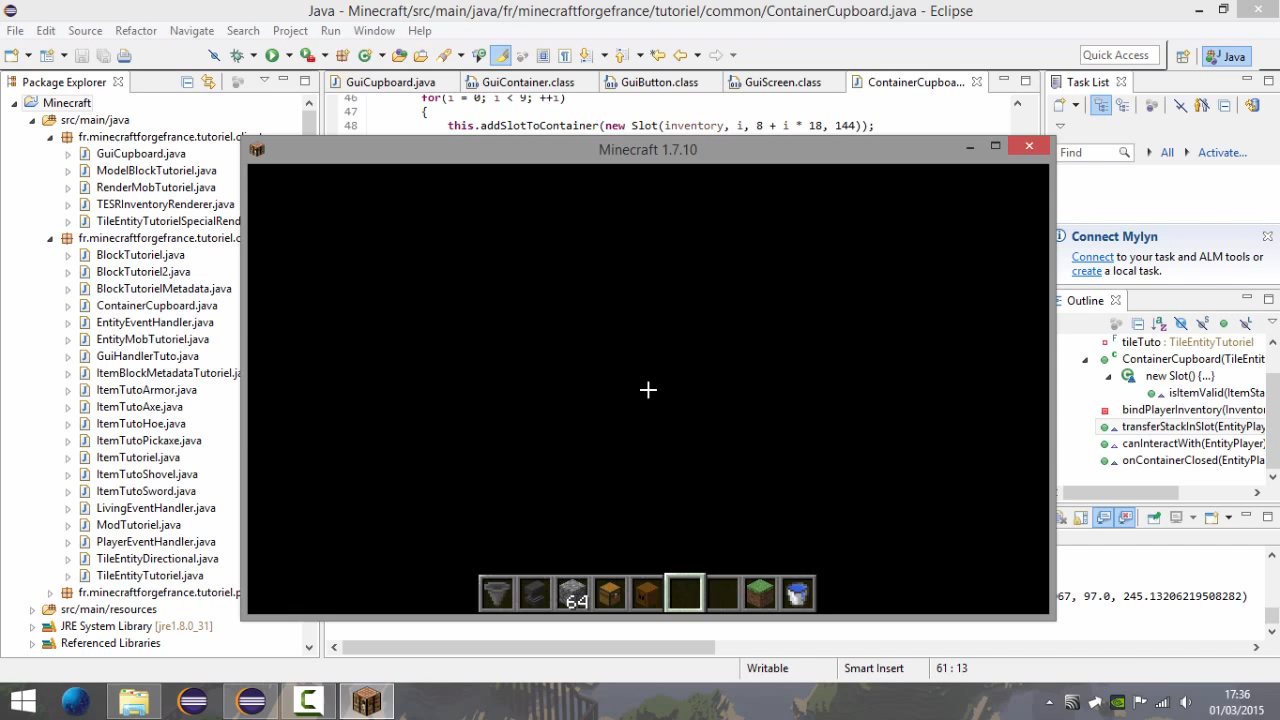 Java - Minecraft/src/main/java/fr/minecraftforgefrance/tutoriel/common/ContainerCupboard.java - Eclipse
File Edit Source Refactor Navigate Search Project Run Window Help
Quick Access
Java
Package Explorer
GuiCupboard.java
GuiContainer.class
GuiButton.class
GuiScreen.class
ContainerCupboa...
Task List
46 for(i = 0; i < 9; ++i)
47 {
48 this.addSlotToContainer(new Slot(inventory, i, 8 + i * 18, 144));
Minecraft
src/main/java
fr.minecraftforgefrance.tutoriel.client
GuiCupboard.java
ModelBlockTutoriel.java
RenderMobTutoriel.java
TESRInventoryRenderer.java
TileEntityTutorielSpecialRend
fr.minecraftforgefrance.tutoriel.c
BlockTutoriel.java
BlockTutoriel2.java
BlockTutorielMetadata.java
ContainerCupboard.java
EntityEventHandler.java
EntityMobTutoriel.java
GuiHandlerTuto.java
ItemBlockMetadataTutoriel.ja
ItemTutoArmor.java
ItemTutoAxe.java
ItemTutoHoe.java
ItemTutoPickaxe.java
ItemTutoriel.java
ItemTutoShovel.java
ItemTutoSword.java
LivingEventHandler.java
ModTutoriel.java
PlayerEventHandler.java
TileEntityDirectional.java
TileEntityTutoriel.java
fr.minecraftforgefrance.tutoriel.p
src/main/resources
JRE System Library [jre1.8.0_31]
Referenced Libraries
Minecraft 1.7.10
64
Find
All
Activate...
Connect Mylyn
Connect to your task and ALM tools or
create a local task.
Outline
tileTuto : TileEntityTutoriel
ContainerCupboard(TileEntit
new Slot() {...}
isItemValid(ItemSta
bindPlayerInventory(Invento
transferStackInSlot(EntityPlay
canInteractWith(EntityPlayer)
onContainerClosed(EntityPla
67, 97.0, 245.13206219508282)
Writable
Smart Insert
61 : 13
17:36
01/03/2015